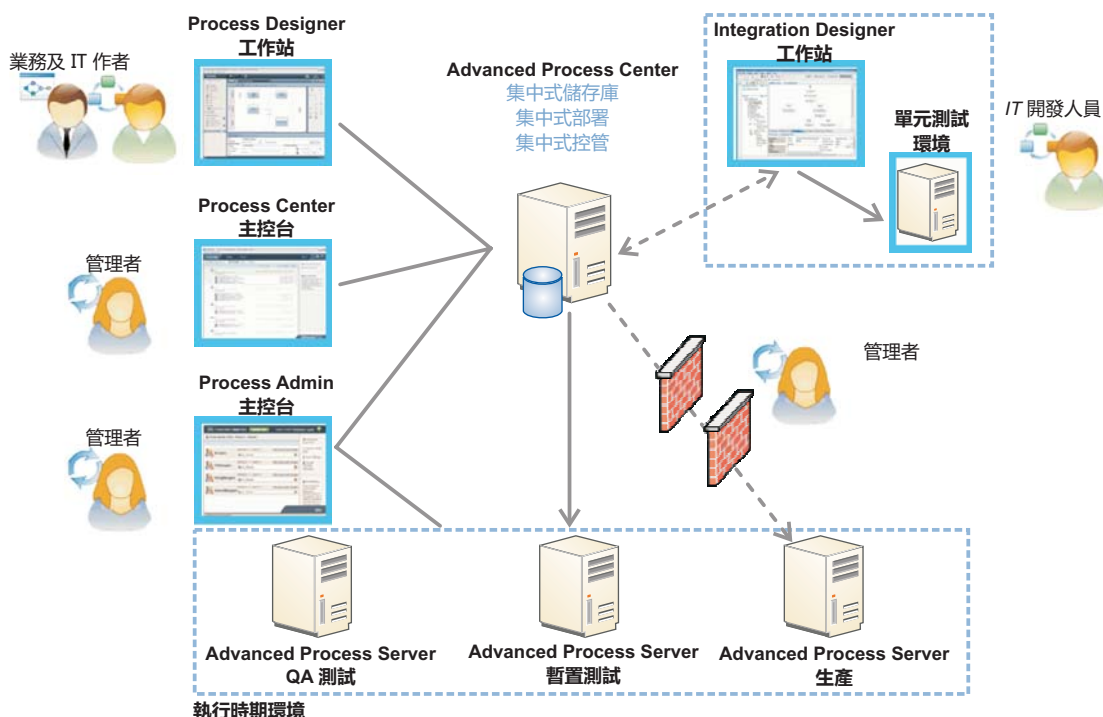 業務及 IT 作者
Process Designer
工作站
Process Center
主控台
管理者
Process Admin
主控台
管理者
Advanced Process Center
集中式儲存庫
集中式部署
集中式控管
Integration Designer
工作站
單元測試
環境
IT 開發人員
管理者
Advanced Process Server
QA 測試
Advanced Process Server
暫置測試
Advanced Process Server
生產
執行時期環境